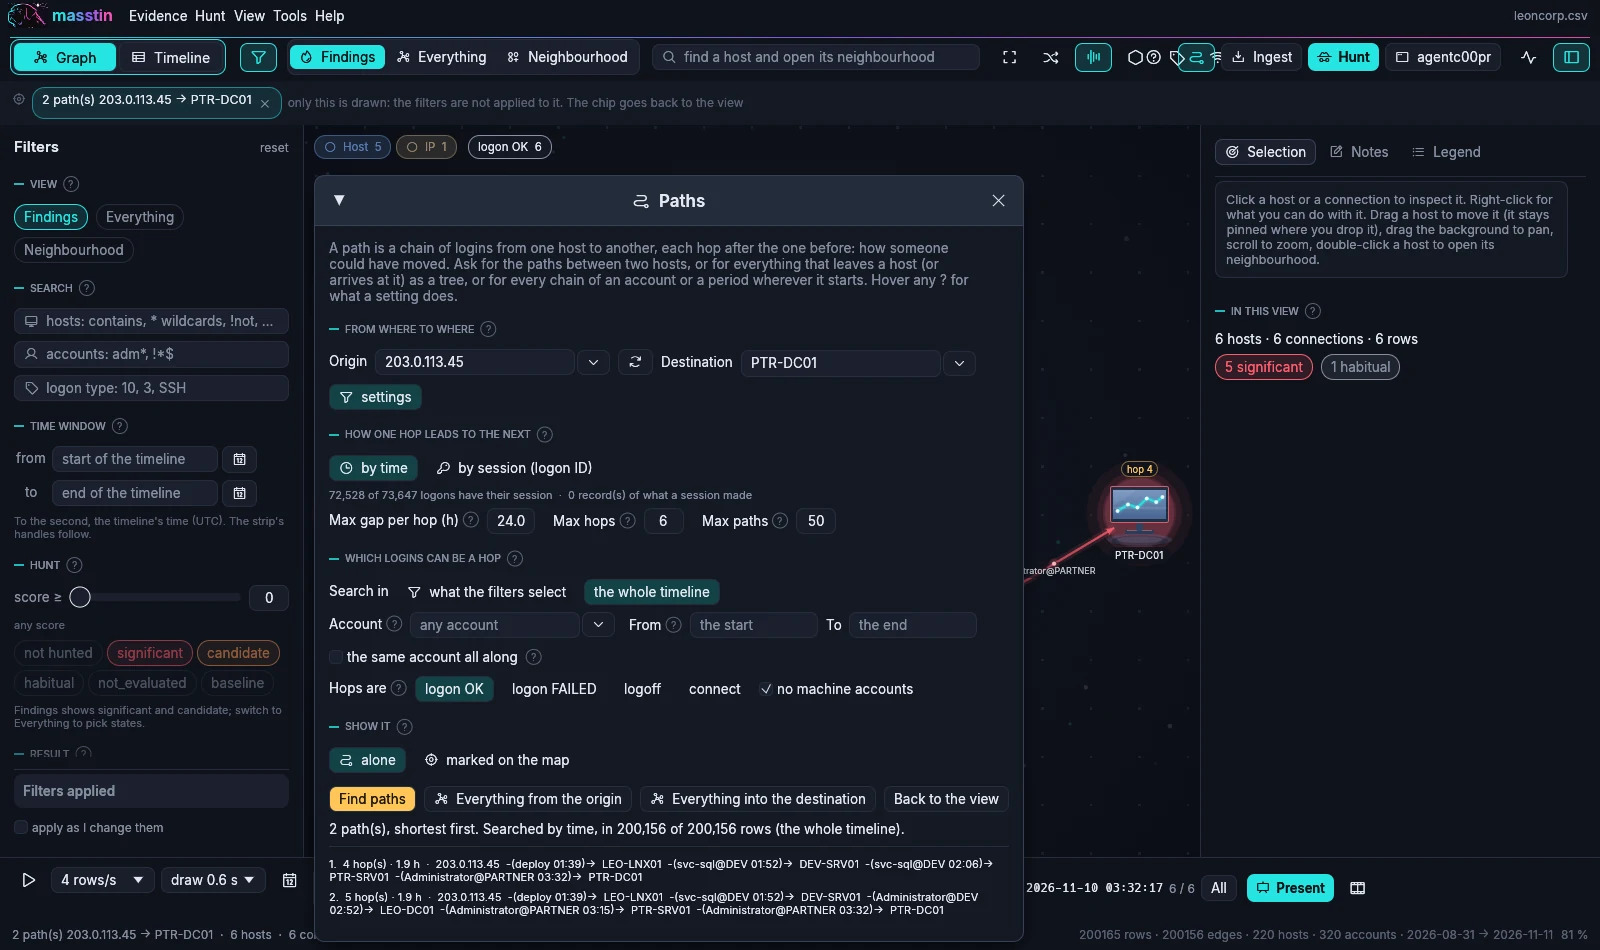 masstin Evidence Hunt View Tools Help leoncorp.csv
Graph Timeline Findings Everything Neighbourhood find a host and open its neighbourhood Ingest Hunt agentc00pr
2 path(s) 203.0.113.45 → PTR-DC01 × only this is drawn: the filters are not applied to it. The chip goes back to the view
Filters reset
VIEW ?
Findings Everything
Neighbourhood
SEARCH ?
hosts: contains, * wildcards, !not, ...
accounts: adm*, !*$
logon type: 10, 3, SSH
TIME WINDOW ?
from start of the timeline
to end of the timeline
To the second, the timeline's time (UTC). The strip's
handles follow.
HUNT ?
score ≥ 0
any score
not hunted significant candidate
habitual not_evaluated baseline
Findings shows significant and candidate; switch to
Everything to pick states.
RESULT ?
Filters applied
apply as I change them
Host 5 IP 1 logon OK 6
Paths
A path is a chain of logins from one host to another, each hop after the one before: how someone
could have moved. Ask for the paths between two hosts, or for everything that leaves a host (or
arrives at it) as a tree, or for every chain of an account or a period wherever it starts. Hover any ? for
what a setting does.
FROM WHERE TO WHERE ?
Origin 203.0.113.45 Destination PTR-DC01
settings
HOW ONE HOP LEADS TO THE NEXT ?
by time by session (logon ID)
72,528 of 73,647 logons have their session · 0 record(s) of what a session made
Max gap per hop (h) ? 24.0 Max hops ? 6 Max paths ? 50
WHICH LOGINS CAN BE A HOP ?
Search in what the filters select the whole timeline
Account ? any account From ? the start To the end
the same account all along ?
Hops are ? logon OK logon FAILED logoff connect no machine accounts
SHOW IT ?
alone marked on the map
Find paths Everything from the origin Everything into the destination Back to the view
2 path(s), shortest first. Searched by time, in 200,156 of 200,156 rows (the whole timeline).
1. 4 hop(s) · 1.9 h · 203.0.113.45 -(deploy 01:39)→ LEO-LNX01 -(svc-sql@DEV 01:52)→ DEV-SRV01 -(svc-sql@DEV 02:06)→
PTR-SRV01 -(Administrator@PARTNER 03:32)→ PTR-DC01
2. 5 hop(s) · 1.9 h · 203.0.113.45 -(deploy 01:39)→ LEO-LNX01 -(svc-sql@DEV 01:52)→ DEV-SRV01 -(Administrator@DEV
02:52)→ LEO-DC01 -(Administrator@PARTNER 03:15)→ PTR-SRV01 -(Administrator@PARTNER 03:32)→ PTR-DC01
hop 4
PTR-DC01
trator@PARTNER
Selection Notes Legend
Click a host or a connection to inspect it. Right-click for
what you can do with it. Drag a host to move it (it stays
pinned where you drop it), drag the background to pan,
scroll to zoom, double-click a host to open its
neighbourhood.
IN THIS VIEW ?
6 hosts · 6 connections · 6 rows
5 significant 1 habitual
4 rows/s draw 0.6 s 2026-11-10 03:32:17 6 / 6 All Present
2 path(s) 203.0.113.45 → PTR-DC01 · 6 hosts · 6 co 200165 rows · 200156 edges · 220 hosts · 320 accounts · 2026-08-31 → 2026-11-11 81 %